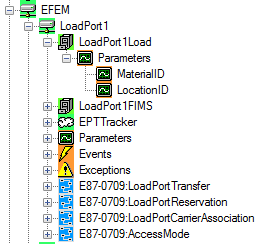 EFEM
LoadPort1
LoadPort1Load
Parameters
MaterialID
LocationID
LoadPort1FIMS
EPTTracker
Parameters
Events
Exceptions
E87-0709:LoadPortTransfer
E87-0709:LoadPortReservation
E87-0709:LoadPortCarrierAssociation
E87-0709:AccessMode